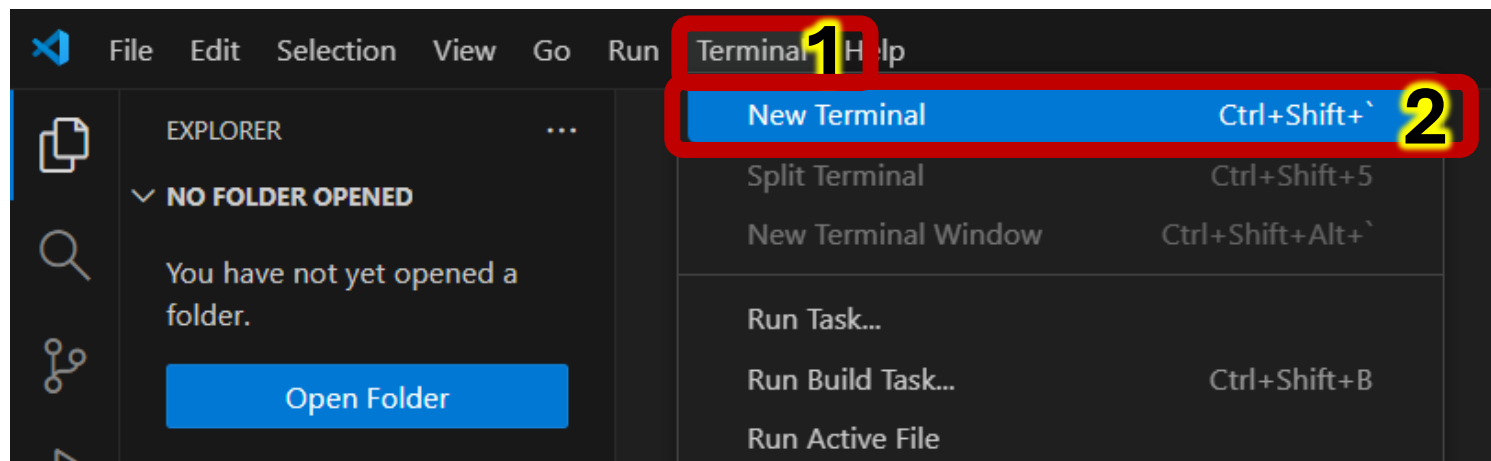 File Edit Selection View Go Run Terminal 1 Help
EXPLORER ...
NO FOLDER OPENED
You have not yet opened a
folder.
Open Folder
New Terminal Ctrl+Shift+` 2
Split Terminal Ctrl+Shift+5
New Terminal Window Ctrl+Shift+Alt+`
Run Task...
Run Build Task... Ctrl+Shift+B
Run Active File